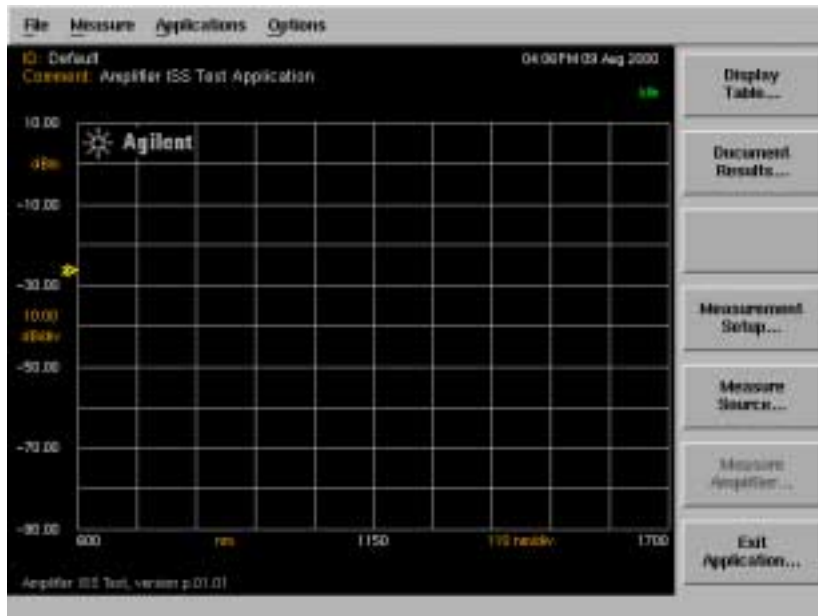 File Measure Applications Options
ID: Default
04:06PM 09 Aug 2000
Comment: Amplifier ISS Test Application
Idle
10.00
Agilent
dBm
-10.00
-30.00
10.00
dB/div
-50.00
-70.00
-90.00
600 nm 1150 110 nm/div 1700
Amplifier ISS Test, version p.01.01
Display
Table...
Document
Results...
Measurement
Setup...
Measure
Source...
Measure
Amplifier...
Exit
Application...